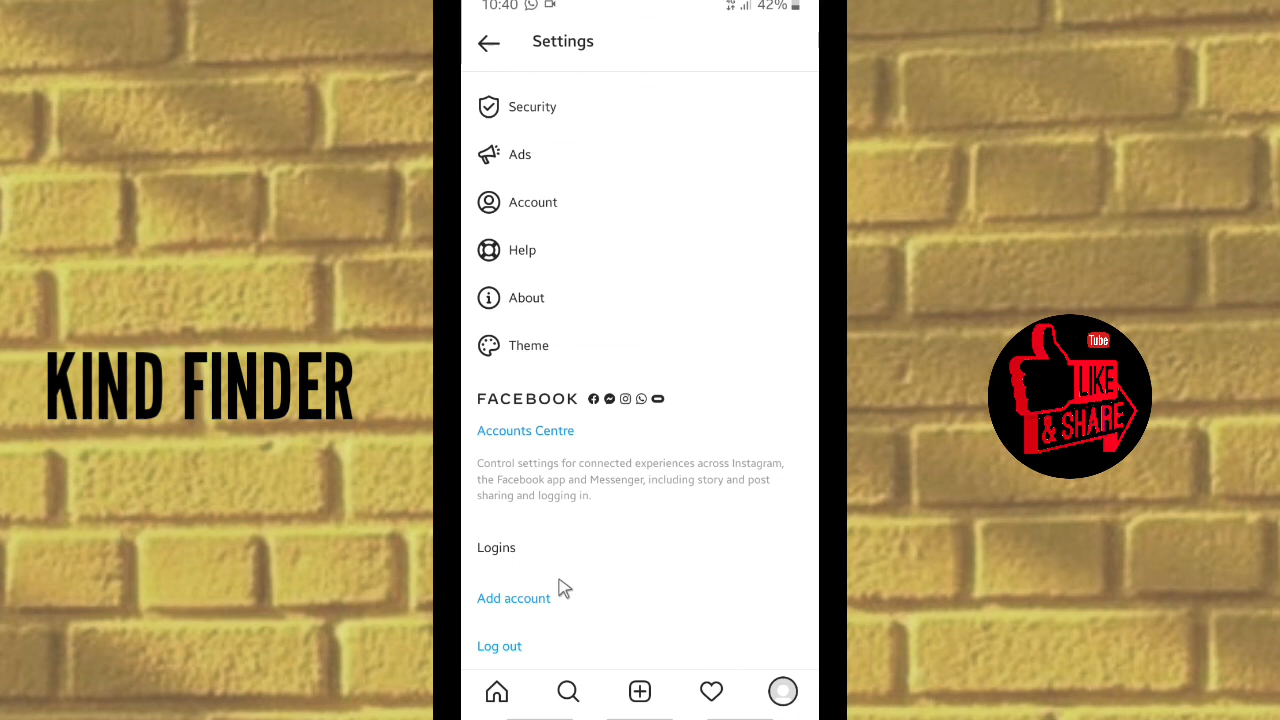 10:40
42%
Settings
Security
Ads
Account
Help
About
Theme
FACEBOOK
Accounts Centre
Control settings for connected experiences across Instagram,
the Facebook app and Messenger, including story and post
sharing and logging in.
Logins
Add account
Log out
KIND FINDER
Tube
LIKE
& SHARE